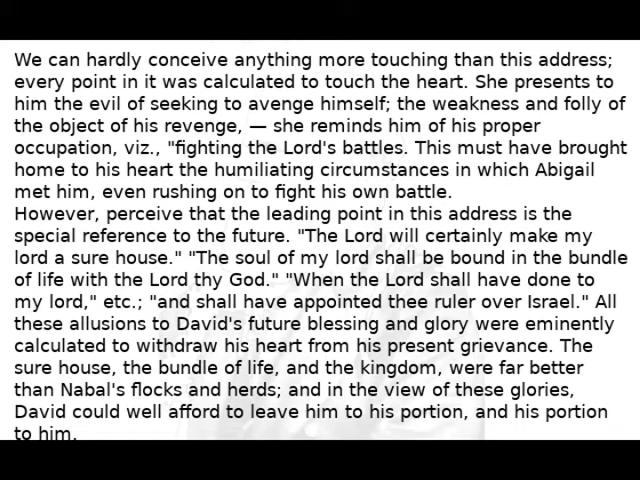 We can hardly conceive anything more touching than this address;
every point in it was calculated to touch the heart. She presents to
him the evil of seeking to avenge himself; the weakness and folly of
the object of his revenge, — she reminds him of his proper
occupation, viz., "fighting the Lord's battles. This must have brought
home to his heart the humiliating circumstances in which Abigail
met him, even rushing on to fight his own battle.
However, perceive that the leading point in this address is the
special reference to the future. "The Lord will certainly make my
lord a sure house." "The soul of my lord shall be bound in the bundle
of life with the Lord thy God." "When the Lord shall have done to
my lord," etc.; "and shall have appointed thee ruler over Israel." All
these allusions to David's future blessing and glory were eminently
calculated to withdraw his heart from his present grievance. The
sure house, the bundle of life, and the kingdom, were far better
than Nabal's flocks and herds; and in the view of these glories,
David could well afford to leave him to his portion, and his portion
to him.